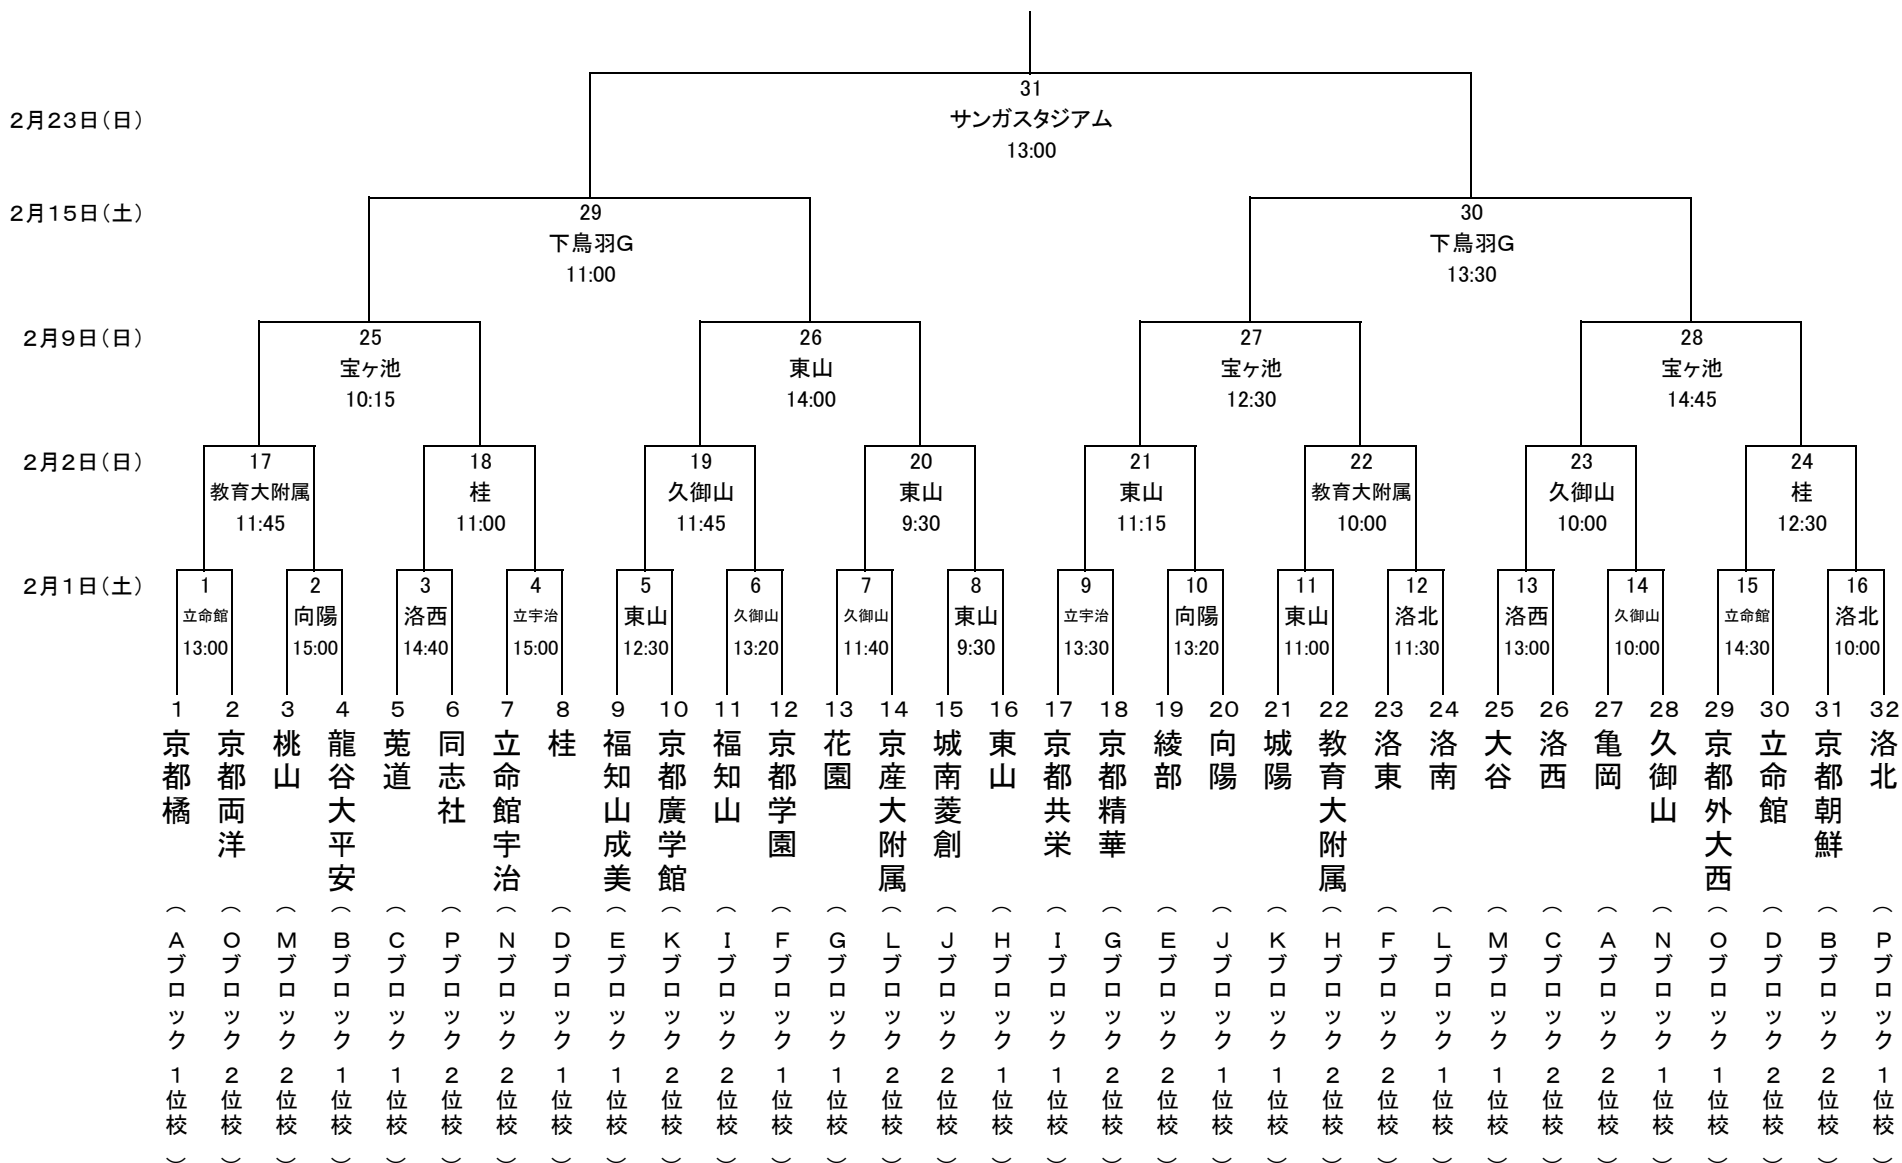 31
2月23日(日)
サンガスタジアム
13:00
2月15日(土)
29
30
下鳥羽G
下鳥羽G
11:00
13:30
2月9日(日)
25
26
27
28
宝ヶ池
東山
宝ヶ池
宝ヶ池
10:15
14:00
12:30
14:45
2月2日(日)
17
18
19
20
21
22
23
24
教育大附属
桂
久御山
東山
東山
教育大附属
久御山
桂
11:45
11:00
11:45
9:30
11:15
10:00
10:00
12:30
2月1日(土)
1
2
3
4
5
6
7
8
9
10
11
12
13
14
15
16
立命館
向陽
洛西
立宇治
東山
久御山
久御山
東山
立宇治
向陽
東山
洛北
洛西
久御山
立命館
洛北
13:00
15:00
14:40
15:00
12:30
13:20
11:40
9:30
13:30
13:20
11:00
11:30
13:00
10:00
14:30
10:00
1
京都橘
(Aブロック 1位校)
2
京都両洋
(Oブロック 2位校)
3
桃山
(Mブロック 2位校)
4
龍谷大平安
(Bブロック 1位校)
5
莵道
(Cブロック 1位校)
6
同志社
(Pブロック 2位校)
7
立命館宇治
(Nブロック 2位校)
8
桂
(Dブロック 1位校)
9
福知山成美
(Eブロック 1位校)
10
京都廣学館
(Kブロック 2位校)
11
福知山
(Iブロック 2位校)
12
京都学園
(Fブロック 1位校)
13
花園
(Gブロック 1位校)
14
京産大附属
(Lブロック 2位校)
15
城南菱創
(Jブロック 2位校)
16
東山
(Hブロック 1位校)
17
京都共栄
(Iブロック 1位校)
18
京都精華
(Gブロック 2位校)
19
綾部
(Eブロック 2位校)
20
向陽
(Jブロック 1位校)
21
城陽
(Kブロック 1位校)
22
教育大附属
(Hブロック 2位校)
23
洛東
(Fブロック 2位校)
24
洛南
(Lブロック 1位校)
25
大谷
(Mブロック 1位校)
26
洛西
(Cブロック 2位校)
27
亀岡
(Aブロック 2位校)
28
久御山
(Nブロック 1位校)
29
京都外大西
(Oブロック 1位校)
30
立命館
(Dブロック 2位校)
31
京都朝鮮
(Bブロック 2位校)
32
洛北
(Pブロック 1位校)